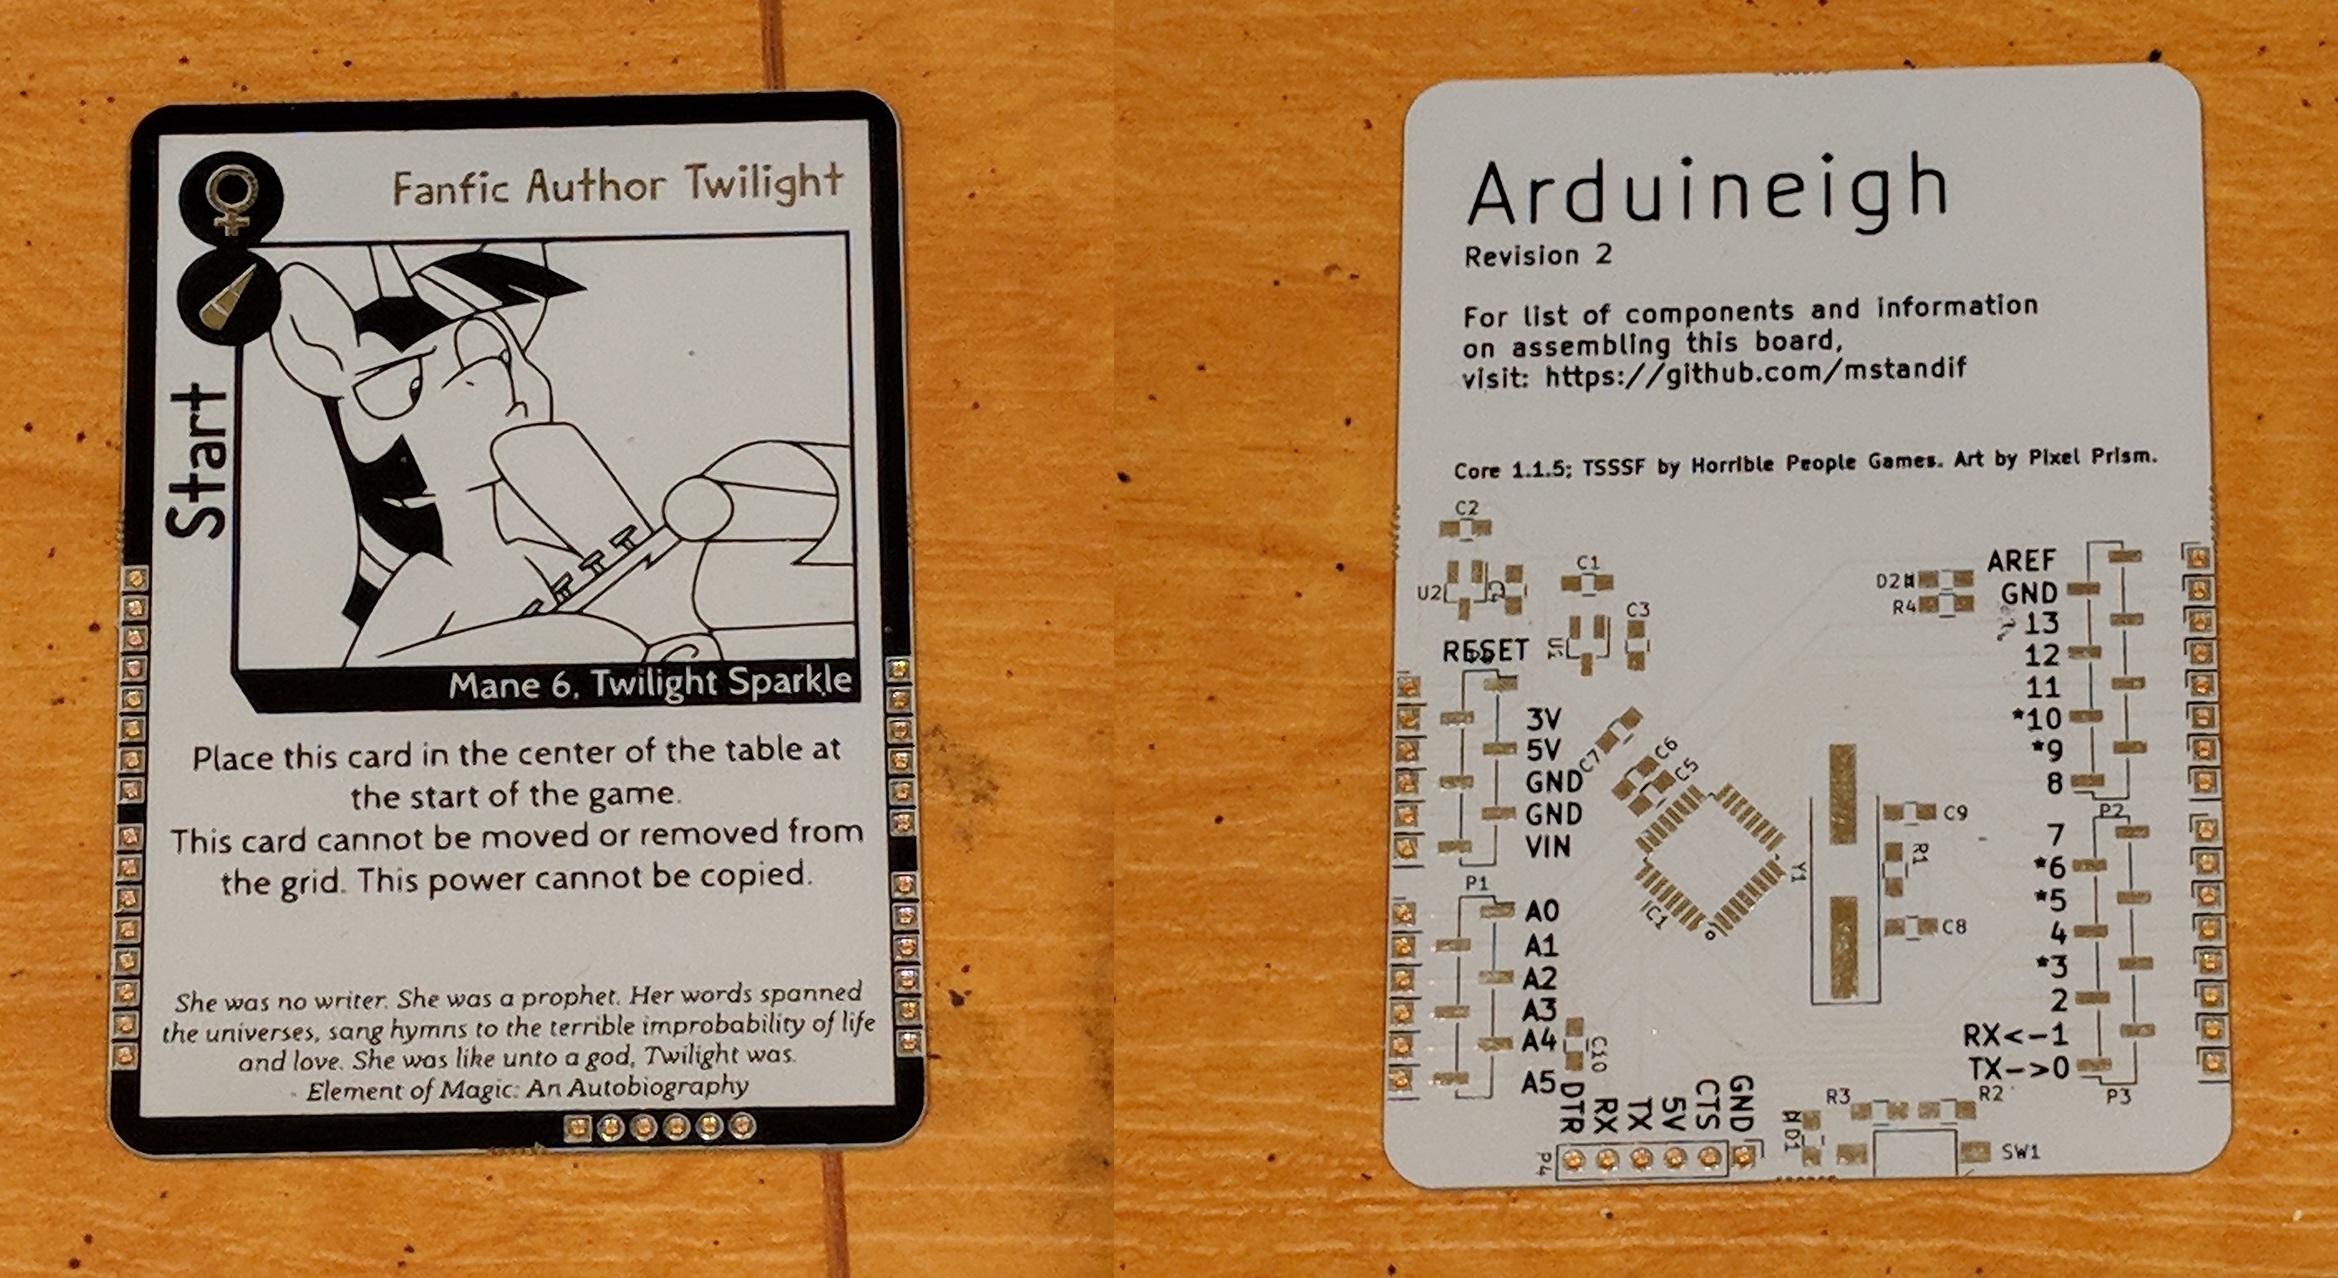 Fanfic Author Twilight
Start
Mane 6, Twilight Sparkle
Place this card in the center of the table at
the start of the game.
This card cannot be moved or removed from
the grid. This power cannot be copied.
She was no writer. She was a prophet. Her words spanned
the universes, sang hymns to the terrible improbability of life
and love. She was like unto a god, Twilight was.
- Element of Magic: An Autobiography
Arduineigh
Revision 2
For list of components and information
on assembling this board,
visit: https://github.com/mstandif
Core 1.1.5; TSSSF by Horrible People Games. Art by Pixel Prism.
C2
U2
C1
C3
U1
RESET
3V
5V
GND
GND
VIN
P1
A0
A1
A2
A3
A4
A5
C10
C7
C6
C5
IC1
Y1
C9
R1
C8
D2
R4
AREF
GND
13
12
11
*10
*9
8
P2
7
*6
*5
4
*3
2
RX<-1
TX->0
P3
DTR
RX
TX
5V
CTS
GND
P4
R3
R2
D1
SW1